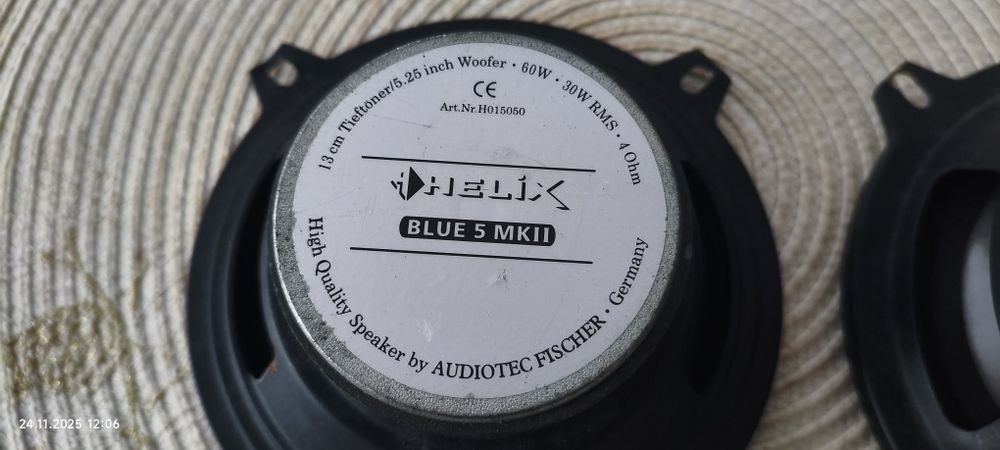 13 cm Tieftöner/5.25 inch Woofer · 60W · 30W RMS · 4 Ohm
CE
Art.Nr.H015050
HELIX
BLUE 5 MKII
High Quality Speaker by AUDIOTEC FISCHER · Germany
24.11.2025 12:06